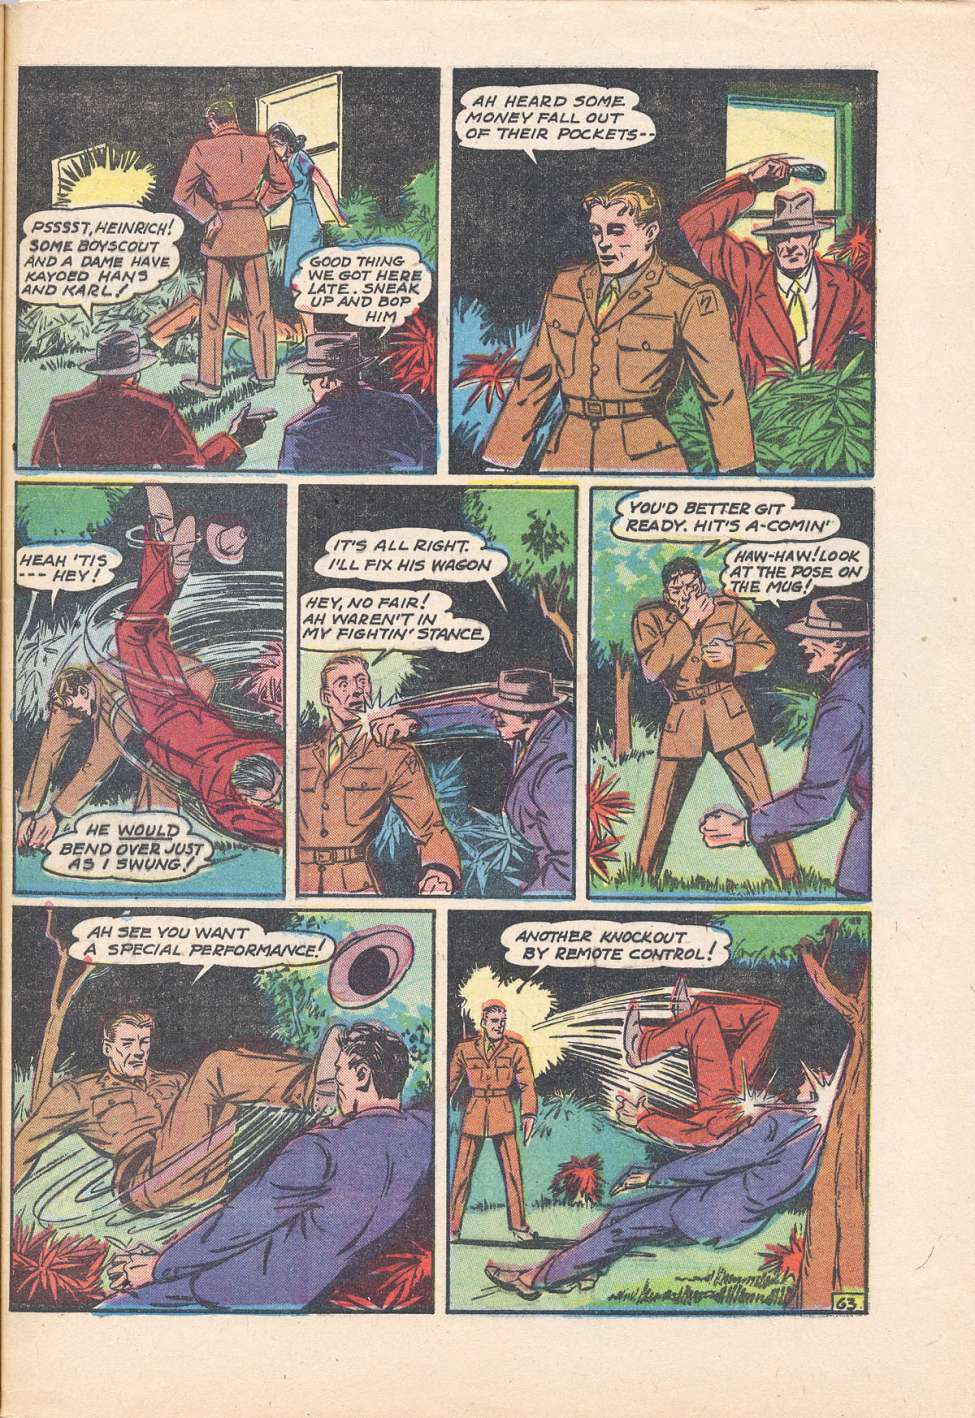 PSSSST, HEINRICH!
SOME BOYSCOUT
AND A DAME HAVE
KAYOED HANS
AND KARL!
GOOD THING
WE GOT HERE
LATE. SNEAK
UP AND BOP
HIM
AH HEARD SOME
MONEY FALL OUT
OF THEIR POCKETS--
HEAH 'TIS
--- HEY!
HE WOULD
BEND OVER JUST
AS I SWUNG!
IT'S ALL RIGHT.
I'LL FIX HIS WAGON
HEY, NO FAIR!
AH WAREN'T IN
MY FIGHTIN' STANCE.
YOU'D BETTER GIT
READY. HIT'S A-COMIN'
HAW-HAW! LOOK
AT THE POSE ON
THE MUG!
AH SEE YOU WANT
A SPECIAL PERFORMANCE!
ANOTHER KNOCKOUT
BY REMOTE CONTROL!
63